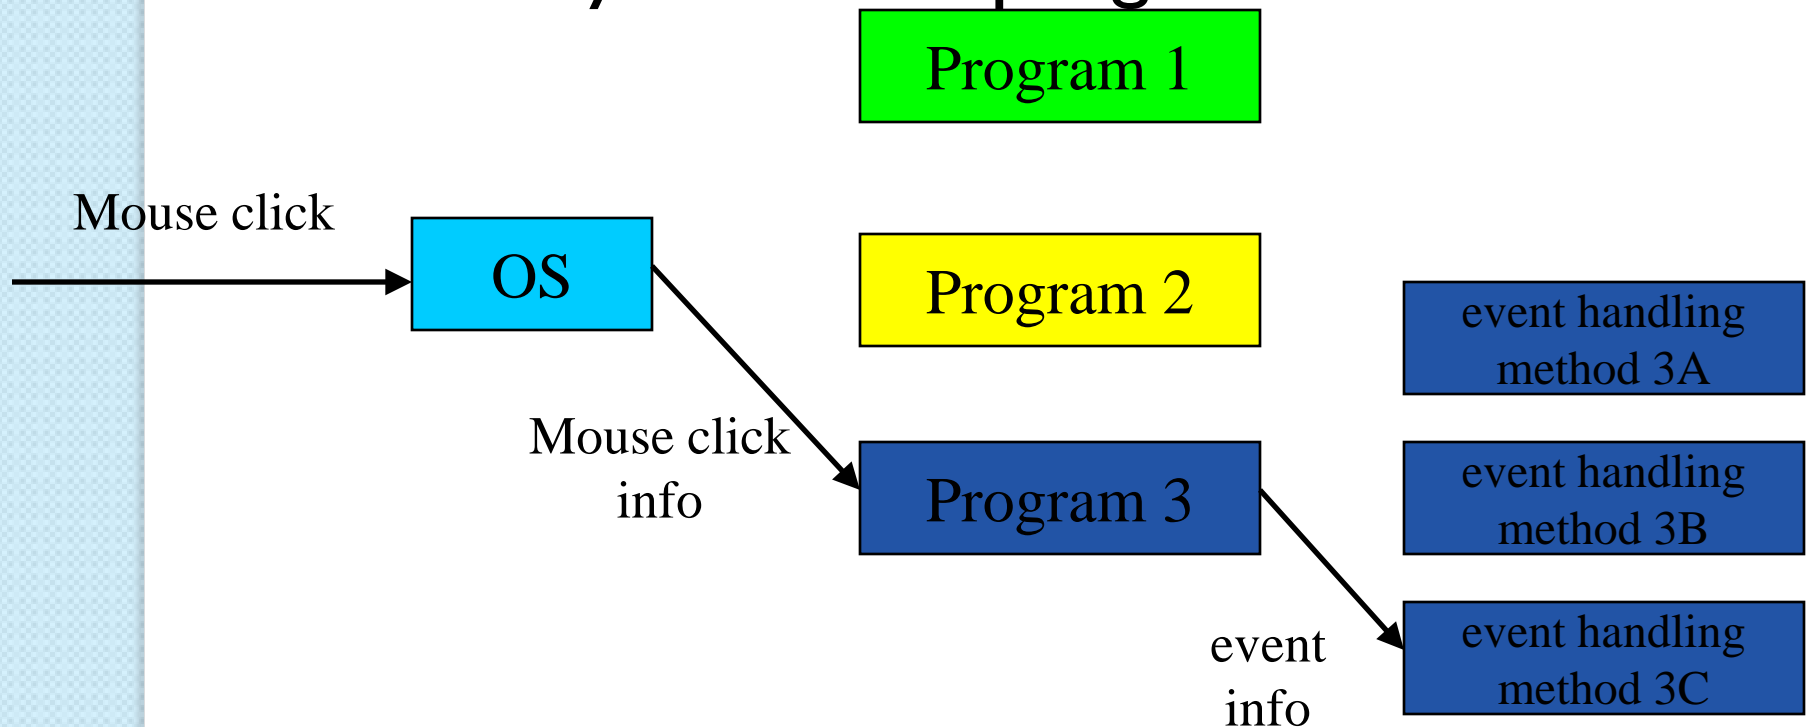 Program 1
Mouse click
OS
Program 2
event handling
method 3A
Mouse click
info
Program 3
event handling
method 3B
event
info
event handling
method 3C